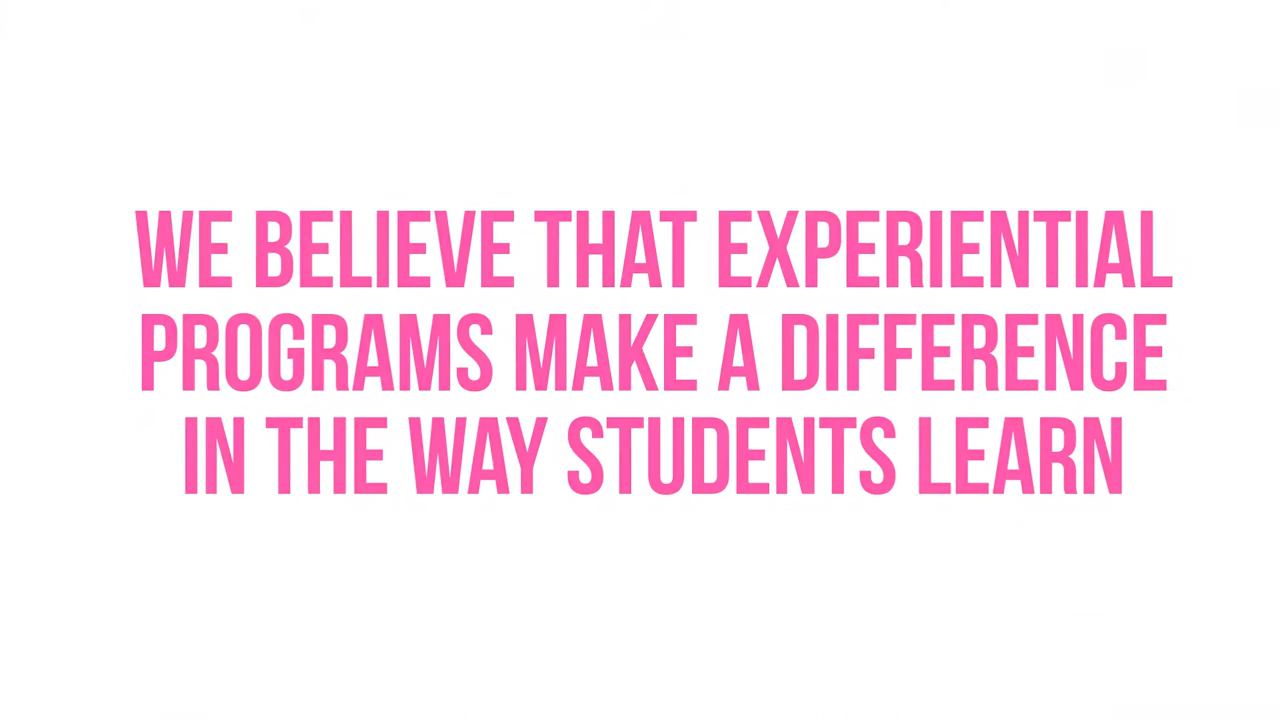 WE BELIEVE THAT EXPERIENTIAL
PROGRAMS MAKE A DIFFERENCE
IN THE WAY STUDENTS LEARN